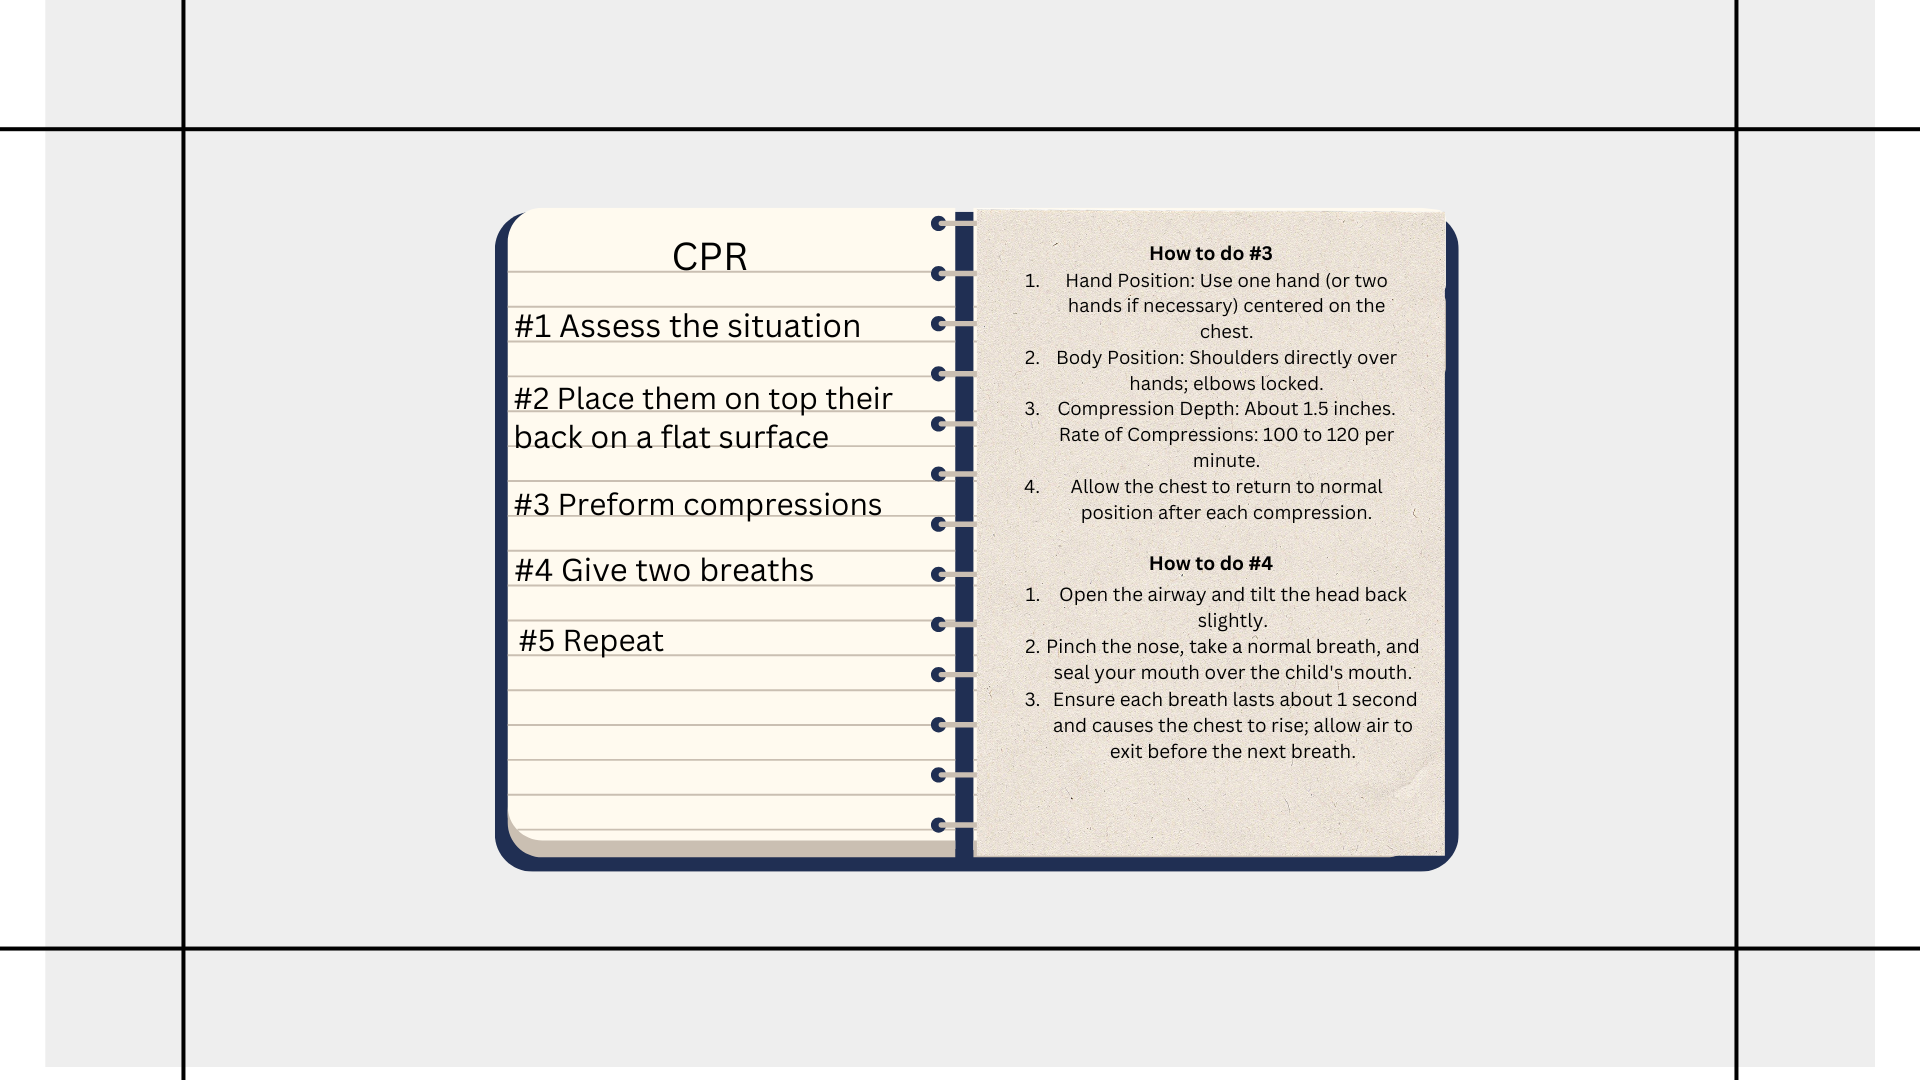 CPR
#1 Assess the situation
#2 Place them on top their
back on a flat surface
#3 Preform compressions
#4 Give two breaths
#5 Repeat
How to do #3
1. Hand Position: Use one hand (or two
hands if necessary) centered on the
chest.
2. Body Position: Shoulders directly over
hands; elbows locked.
3. Compression Depth: About 1.5 inches.
Rate of Compressions: 100 to 120 per
minute.
4. Allow the chest to return to normal
position after each compression.
How to do #4
1. Open the airway and tilt the head back
slightly.
2. Pinch the nose, take a normal breath, and
seal your mouth over the child's mouth.
3. Ensure each breath lasts about 1 second
and causes the chest to rise; allow air to
exit before the next breath.